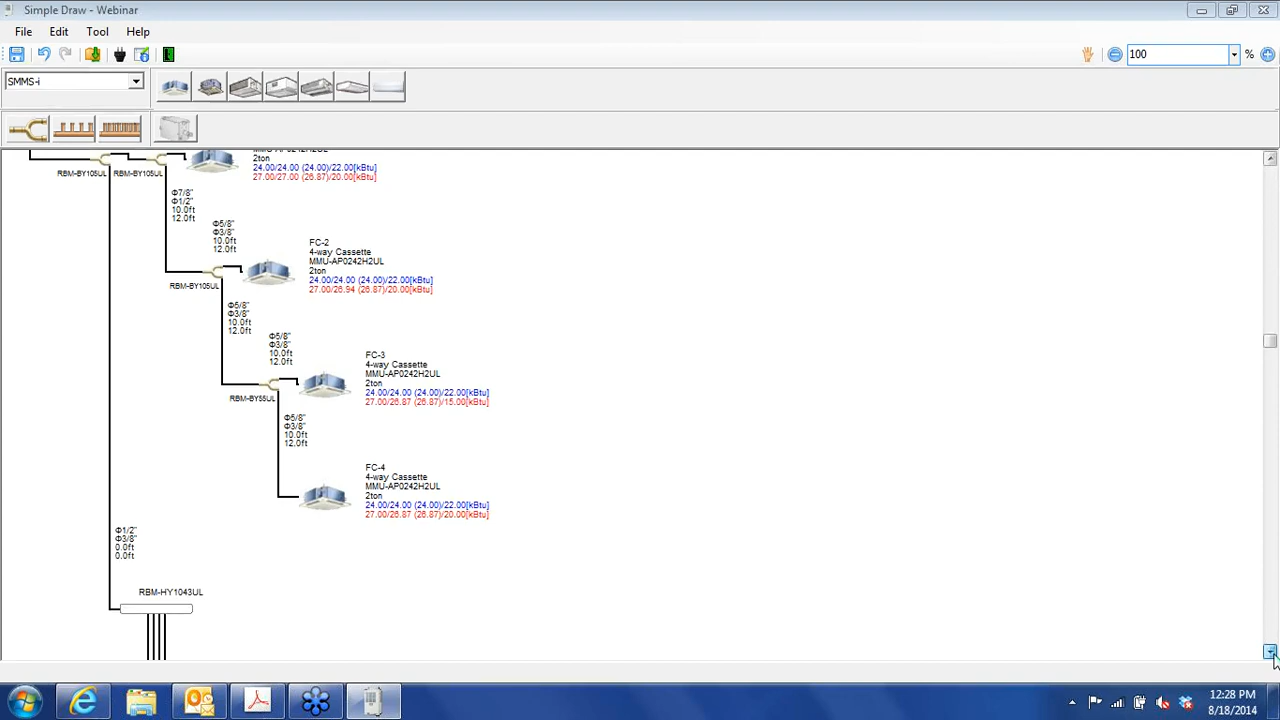 Simple Draw - Webinar
File Edit Tool Help
100 %
SMMS-i
2ton
24.00/24.00 (24.00)/22.00[kBtu]
27.00/27.00 (26.87)/20.00[kBtu]
RBM-BY105UL RBM-BY105UL
Φ7/8"
Φ1/2"
10.0ft
12.0ft
Φ5/8"
Φ3/8"
10.0ft
12.0ft
FC-2
4-way Cassette
MMU-AP0242H2UL
2ton
24.00/24.00 (24.00)/22.00[kBtu]
27.00/26.94 (26.87)/20.00[kBtu]
RBM-BY105UL
Φ5/8"
Φ3/8"
10.0ft
12.0ft
Φ5/8"
Φ3/8"
10.0ft
12.0ft
FC-3
4-way Cassette
MMU-AP0242H2UL
2ton
24.00/24.00 (24.00)/22.00[kBtu]
27.00/26.87 (26.87)/15.00[kBtu]
RBM-BY55UL
Φ5/8"
Φ3/8"
10.0ft
12.0ft
FC-4
4-way Cassette
MMU-AP0242H2UL
2ton
24.00/24.00 (24.00)/22.00[kBtu]
27.00/26.87 (26.87)/20.00[kBtu]
Φ1/2"
Φ3/8"
0.0ft
0.0ft
RBM-HY1043UL
12:28 PM
8/18/2014